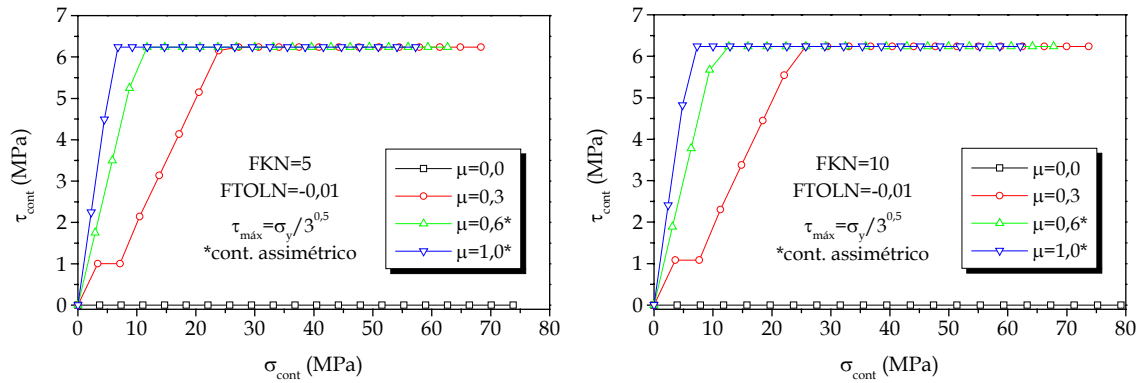 7
6
5
4
3
2
1
0
τcont (MPa)
0 10 20 30 40 50 60 70 80
σcont (MPa)
FKN=5
FTOLN=-0,01
τmáx=σy/3^0,5
*cont. assimétrico
μ=0,0
μ=0,3
μ=0,6*
μ=1,0*
7
6
5
4
3
2
1
0
τcont (MPa)
0 10 20 30 40 50 60 70 80
σcont (MPa)
FKN=10
FTOLN=-0,01
τmáx=σy/3^0,5
*cont. assimétrico
μ=0,0
μ=0,3
μ=0,6*
μ=1,0*